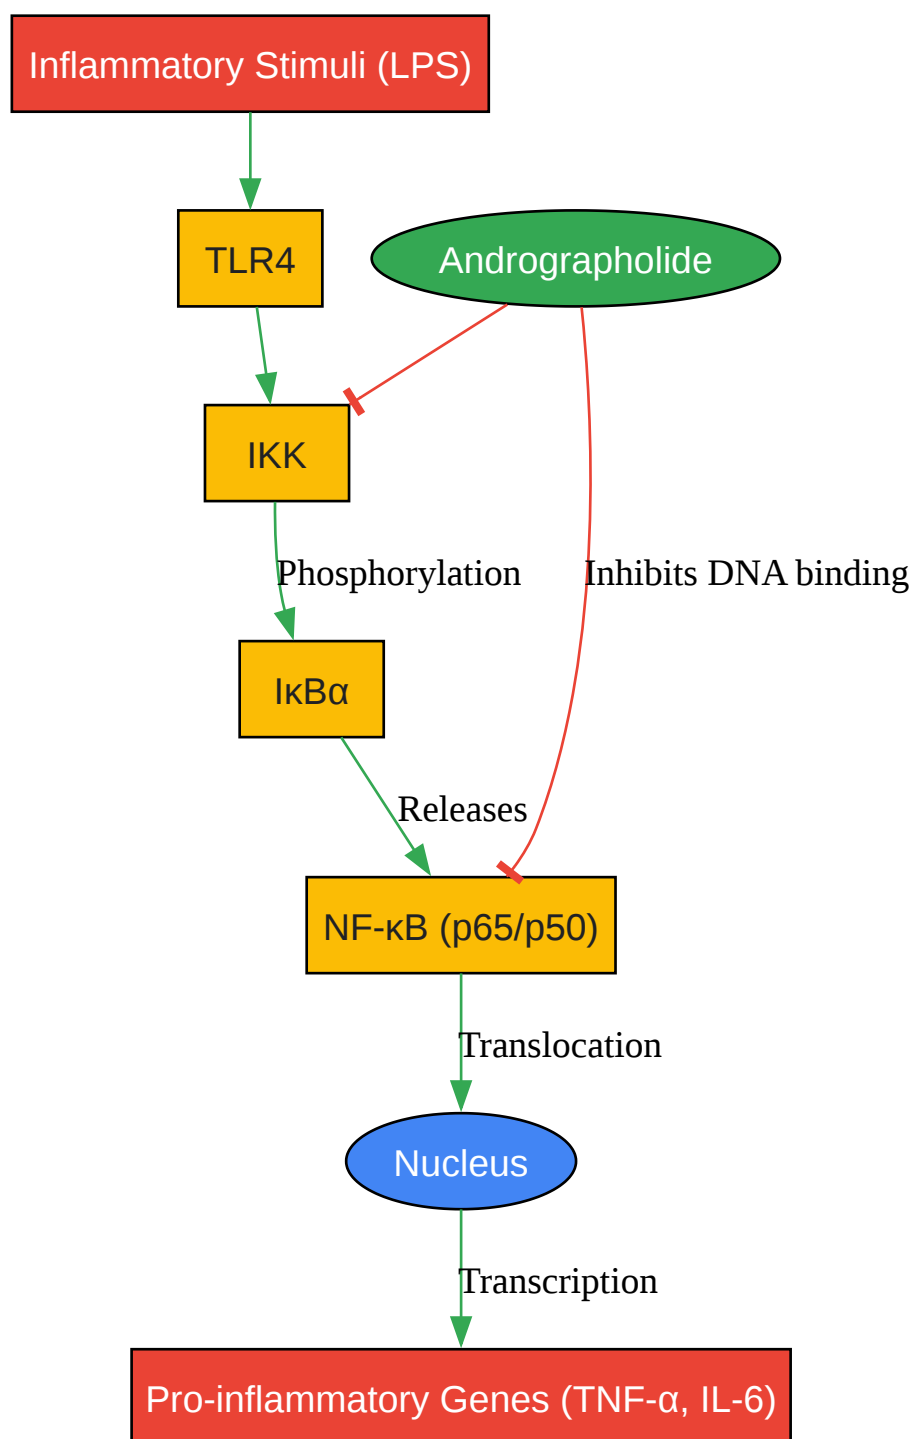 Inflammatory Stimuli (LPS)
TLR4
Andrographolide
IKK
Phosphorylation
Inhibits DNA binding
IκBα
Releases
NF-κB (p65/p50)
Translocation
Nucleus
Transcription
Pro-inflammatory Genes (TNF-α, IL-6)